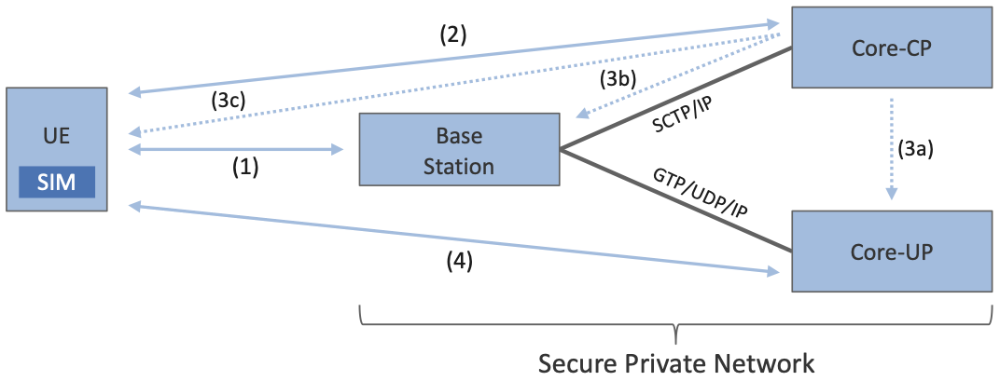 (2)
Core-CP
(3c)
(3b)
SCTP/IP
UE
SIM
Base
Station
(1)
(3a)
GTP/UDP/IP
Core-UP
(4)
Secure Private Network